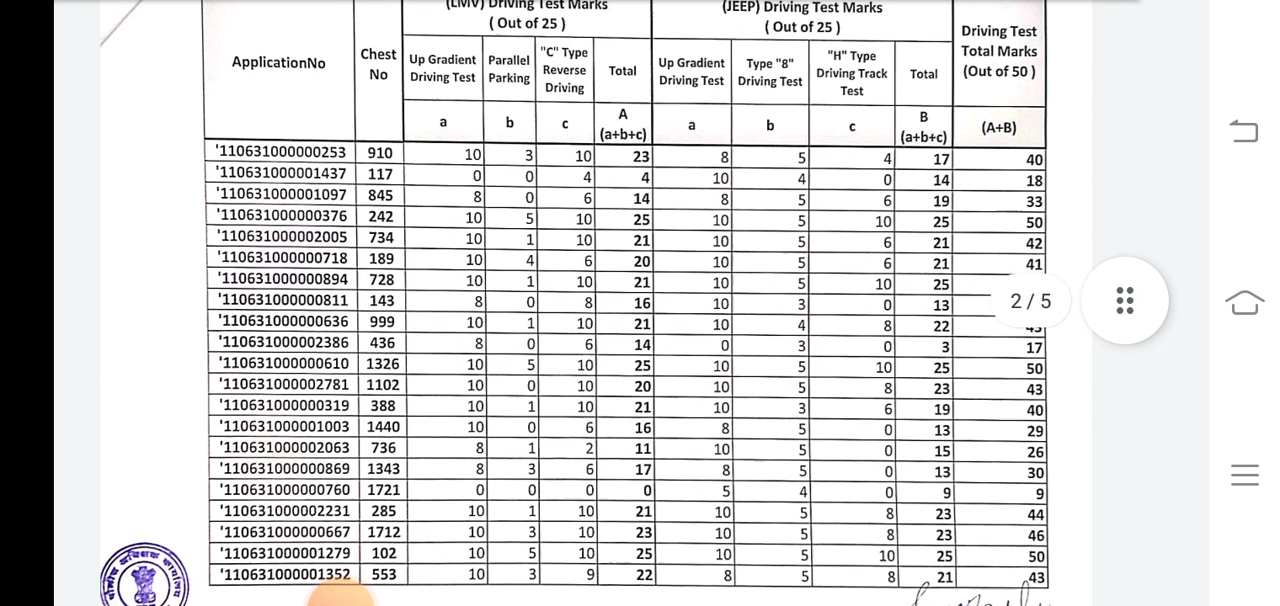 (LMV) Driving Test Marks
( Out of 25 )
(JEEP) Driving Test Marks
( Out of 25 )
Driving Test
Total Marks
(Out of 50 )
ApplicationNo
Chest
No
Up Gradient
Driving Test
Parallel
Parking
"C" Type
Reverse
Driving
Total
Up Gradient
Driving Test
Type "8"
Driving Test
"H" Type
Driving Track
Test
Total
a b c A
(a+b+c)
a b c B
(a+b+c)
(A+B)
'110631000000253 910 10 3 10 23 8 5 4 17 40
'110631000001437 117 0 0 4 4 10 4 0 14 18
'110631000001097 845 8 0 6 14 8 5 6 19 33
'110631000000376 242 10 5 10 25 10 5 10 25 50
'110631000002005 734 10 1 10 21 10 5 6 21 42
'110631000000718 189 10 4 6 20 10 5 6 21 41
'110631000000894 728 10 1 10 21 10 5 10 25
'110631000000811 143 8 0 8 16 10 3 0 13
2 / 5
'110631000000636 999 10 1 10 21 10 4 8 22 43
'110631000002386 436 8 0 6 14 0 3 0 3 17
'110631000000610 1326 10 5 10 25 10 5 10 25 50
'110631000002781 1102 10 0 10 20 10 5 8 23 43
'110631000000319 388 10 1 10 21 10 3 6 19 40
'110631000001003 1440 10 0 6 16 8 5 0 13 29
'110631000002063 736 8 1 2 11 10 5 0 15 26
'110631000000869 1343 8 3 6 17 8 5 0 13 30
'110631000000760 1721 0 0 0 0 5 4 0 9 9
'110631000002231 285 10 1 10 21 10 5 8 23 44
'110631000000667 1712 10 3 10 23 10 5 8 23 46
'110631000001279 102 10 5 10 25 10 5 10 25 50
'110631000001352 553 10 3 9 22 8 5 8 21 43